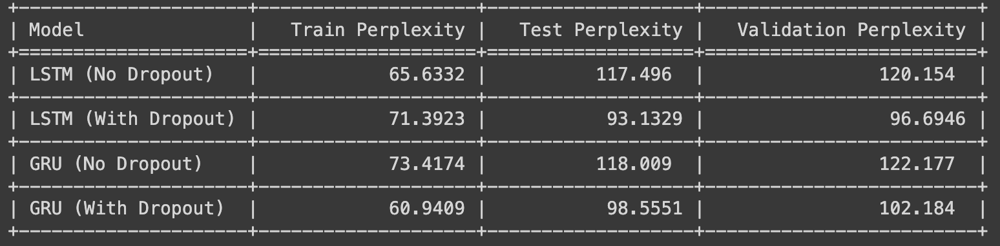 +---------------------+--------------------+-------------------+-------------------------+
| Model               |   Train Perplexity |   Test Perplexity |   Validation Perplexity |
+=====================+====================+===================+=========================+
| LSTM (No Dropout)   |            65.6332 |          117.496  |                120.154  |
+---------------------+--------------------+-------------------+-------------------------+
| LSTM (With Dropout) |            71.3923 |           93.1329 |                 96.6946 |
+---------------------+--------------------+-------------------+-------------------------+
| GRU (No Dropout)    |            73.4174 |          118.009  |                122.177  |
+---------------------+--------------------+-------------------+-------------------------+
| GRU (With Dropout)  |            60.9409 |           98.5551 |                102.184  |
+---------------------+--------------------+-------------------+-------------------------+